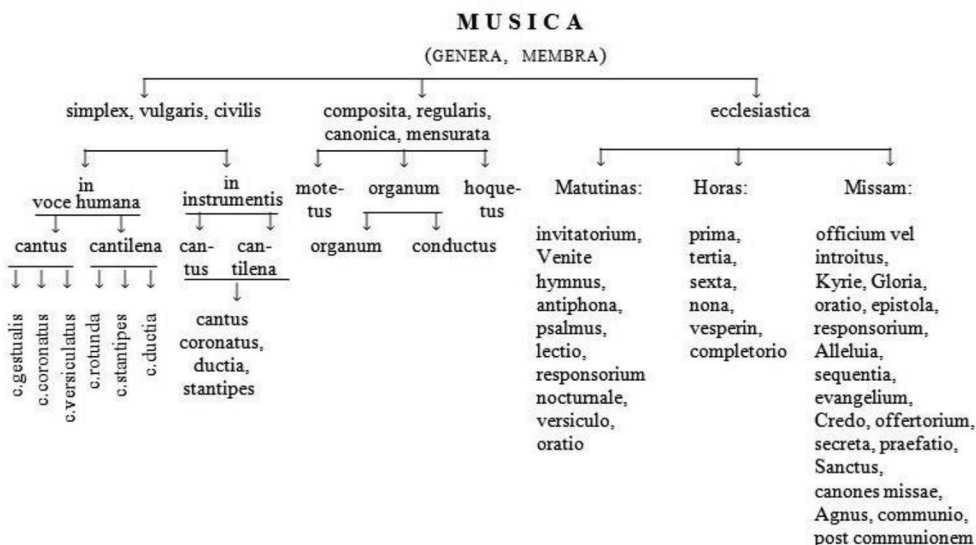 MUSICA
(GENERA, MEMBRA)
simplex, vulgaris, civilis
composita, regularis,
canonica, mensurata
ecclesiastica
in
voce humana
in
instrumentis
cantus
cantilena
c.gestualis
c.coronatus
c.versiculatus
c.rotunda
c.stantipes
c.ductia
can-
tus
can-
tilena
cantus
coronatus,
ductia,
stantipes
mote-
tus
organum
hoque-
tus
organum
conductus
Matutinas:
invitatorium,
Venite
hymnus,
antiphona,
psalmus,
lectio,
responsorium
nocturnale,
versiculo,
oratio
Horas:
prima,
tertia,
sexta,
nona,
vesperin,
completorio
Missam:
officium vel
introitus,
Kyrie, Gloria,
oratio, epistola,
responsorium,
Alleluia,
sequentia,
evangelium,
Credo, offertorium,
secreta, praefatio,
Sanctus,
canones missae,
Agnus, communio,
post communionem